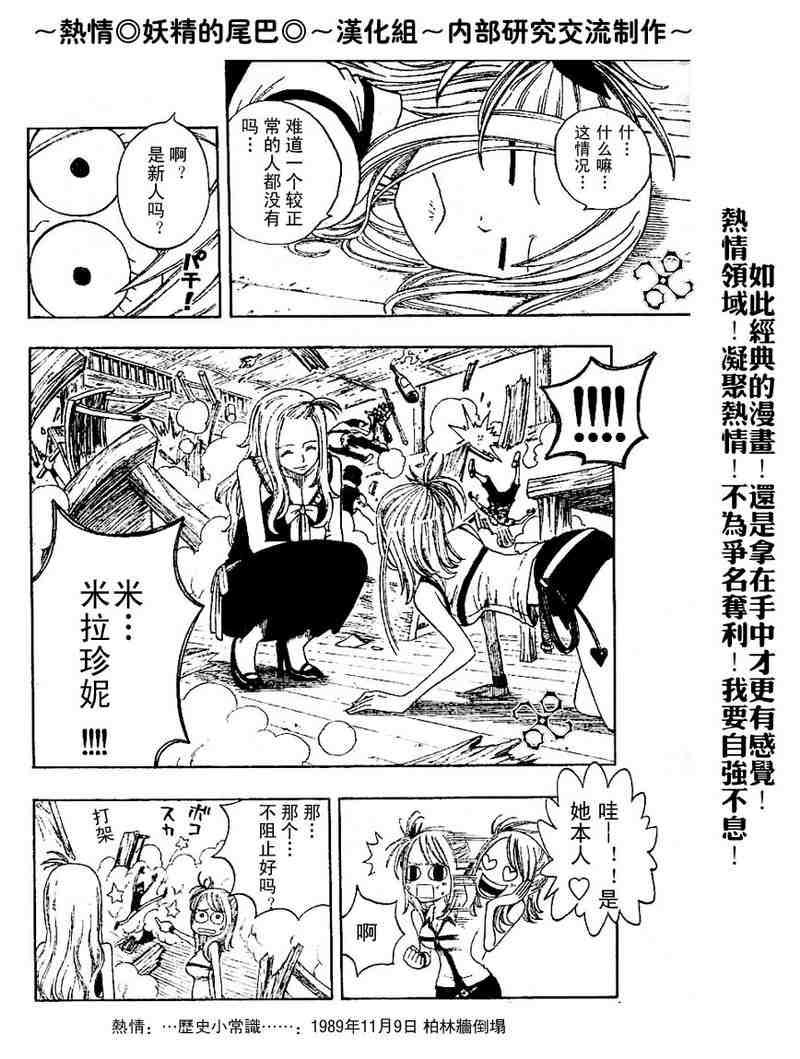 ～熱情◎妖精的尾巴◎～漢化組～内部研究交流制作～
什…
什么嘛…
这情况…
难道一个较正
常的人都没有
吗…
啊?
是新人吗?
パチ!
!!!!
米…
米拉珍妮
!!!!
哇ー!!是
她本人♡
啊
那…
那个…
不阻止好吗?
ボコ
スカ
打架
如此經典的漫畫!還是拿在手中才更有感覺!
熱情領域!凝聚熱情!不為爭名奪利!我要自強不息!
熱情：…歷史小常識……：1989年11月9日 柏林牆倒塌